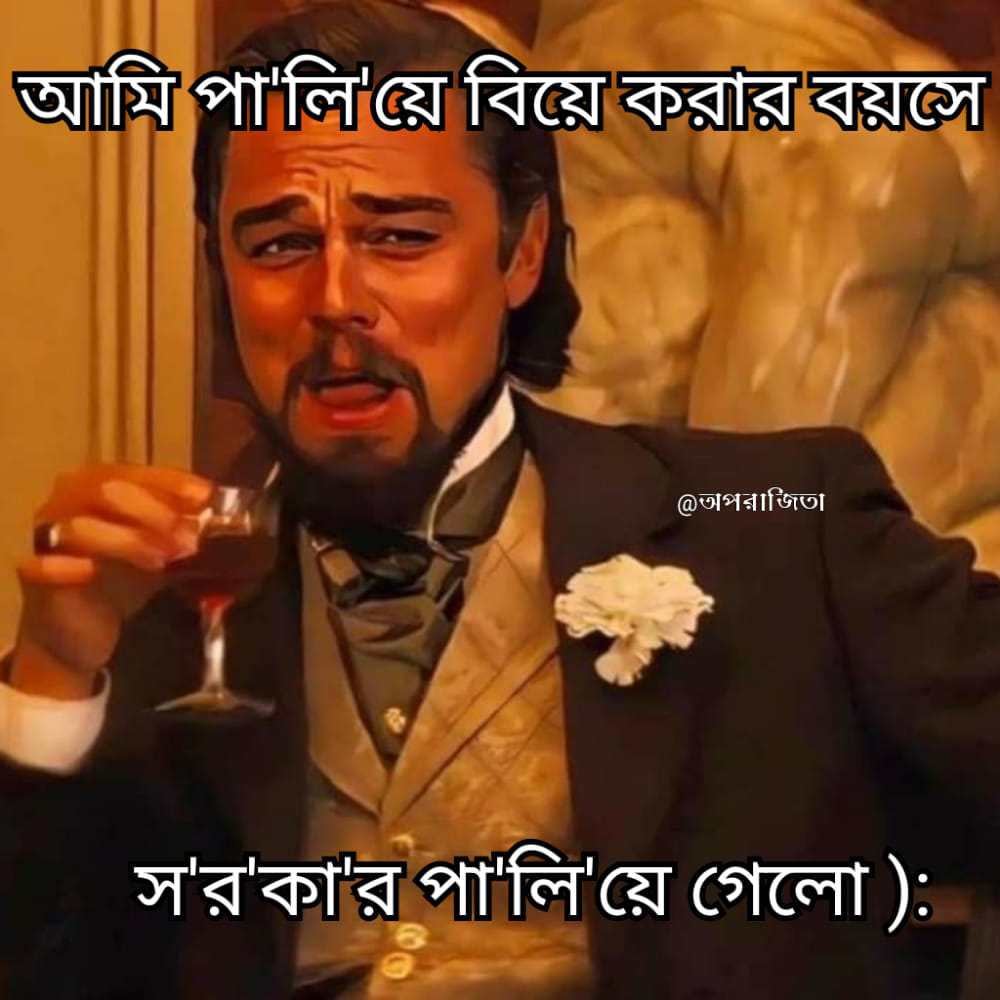 আমি পা'লি'য়ে বিয়ে করার বয়সে
@অপরাজিতা
স'র'কা'র পা'লি'য়ে গেলো ):